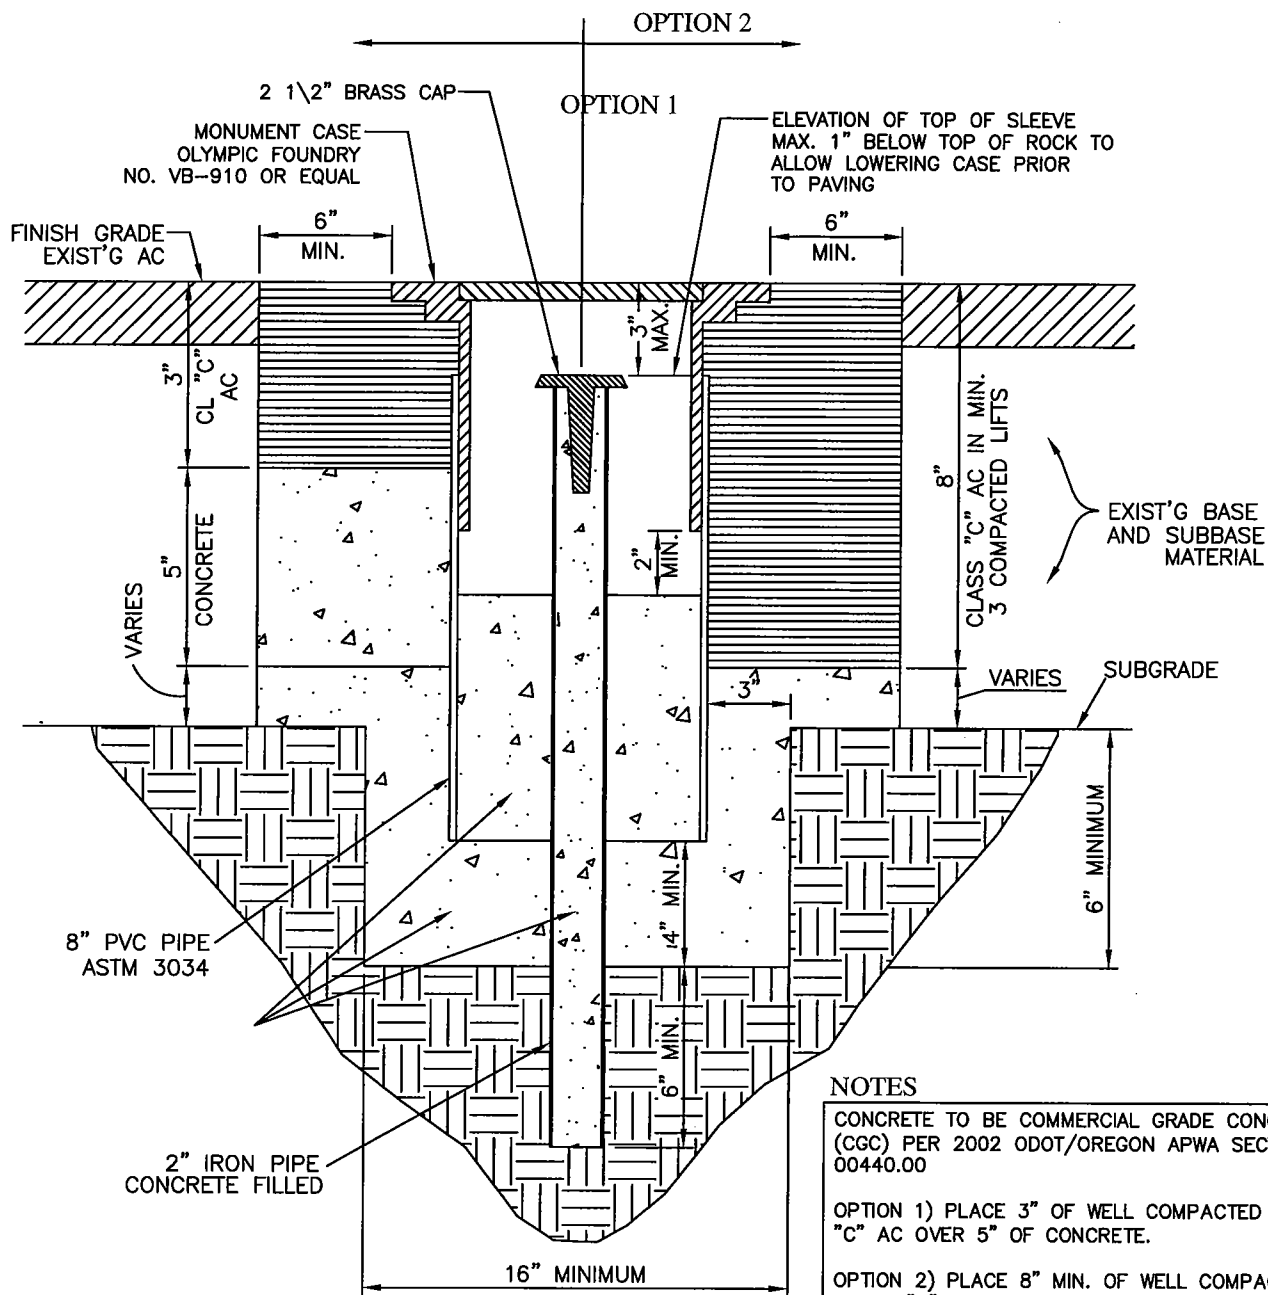 OPTION 2
OPTION 1
2 1\2" BRASS CAP
MONUMENT CASE
OLYMPIC FOUNDRY
NO. VB-910 OR EQUAL
ELEVATION OF TOP OF SLEEVE
MAX. 1" BELOW TOP OF ROCK TO
ALLOW LOWERING CASE PRIOR
TO PAVING
FINISH GRADE
EXIST'G AC
6"
MIN.
6"
MIN.
3"
MAX.
3"
CL "C"
AC
5"
CONCRETE
VARIES
2"
MIN.
8"
CLASS "C" AC IN MIN.
3 COMPACTED LIFTS
EXIST'G BASE
AND SUBBASE
MATERIAL
VARIES
SUBGRADE
3"
6" MINIMUM
4" MIN.
6" MIN.
8" PVC PIPE
ASTM 3034
2" IRON PIPE
CONCRETE FILLED
16" MINIMUM
NOTES
CONCRETE TO BE COMMERCIAL GRADE
(CGC) PER 2002 ODOT/OREGON APWA
00440.00
OPTION 1) PLACE 3" OF WELL COMPACTED
"C" AC OVER 5" OF CONCRETE.
OPTION 2) PLACE 8" MIN. OF WELL